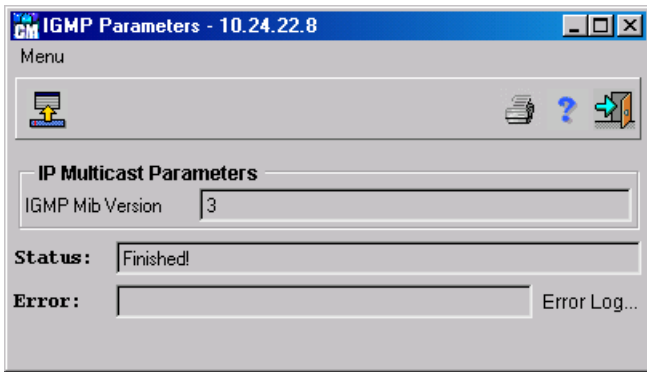 GM IGMP Parameters - 10.24.22.8
Menu
?
IP Multicast Parameters
IGMP Mib Version 3
Status: Finished!
Error: Error Log...